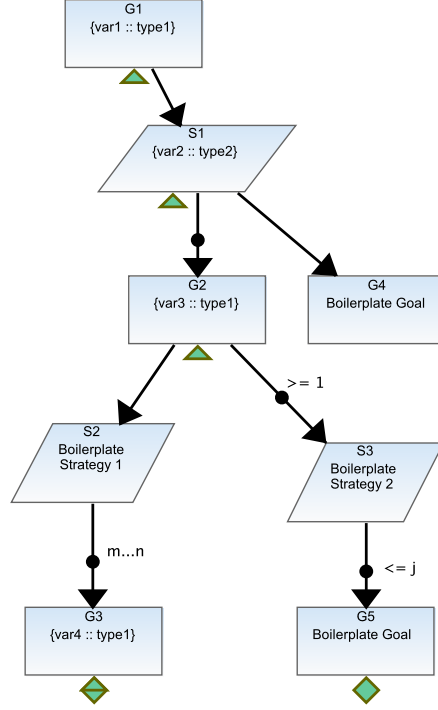 G1
{var1 :: type1}
S1
{var2 :: type2}
G2
{var3 :: type1}
G4
Boilerplate Goal
>= 1
S2
Boilerplate
Strategy 1
S3
Boilerplate
Strategy 2
m...n
<= j
G3
{var4 :: type1}
G5
Boilerplate Goal